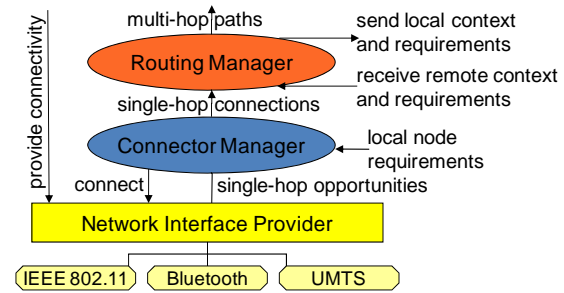 multi-hop paths
send local context
and requirements
Routing Manager
receive remote context
and requirements
provide connectivity
single-hop connections
Connector Manager
local node
requirements
connect
single-hop opportunities
Network Interface Provider
IEEE 802.11
Bluetooth
UMTS